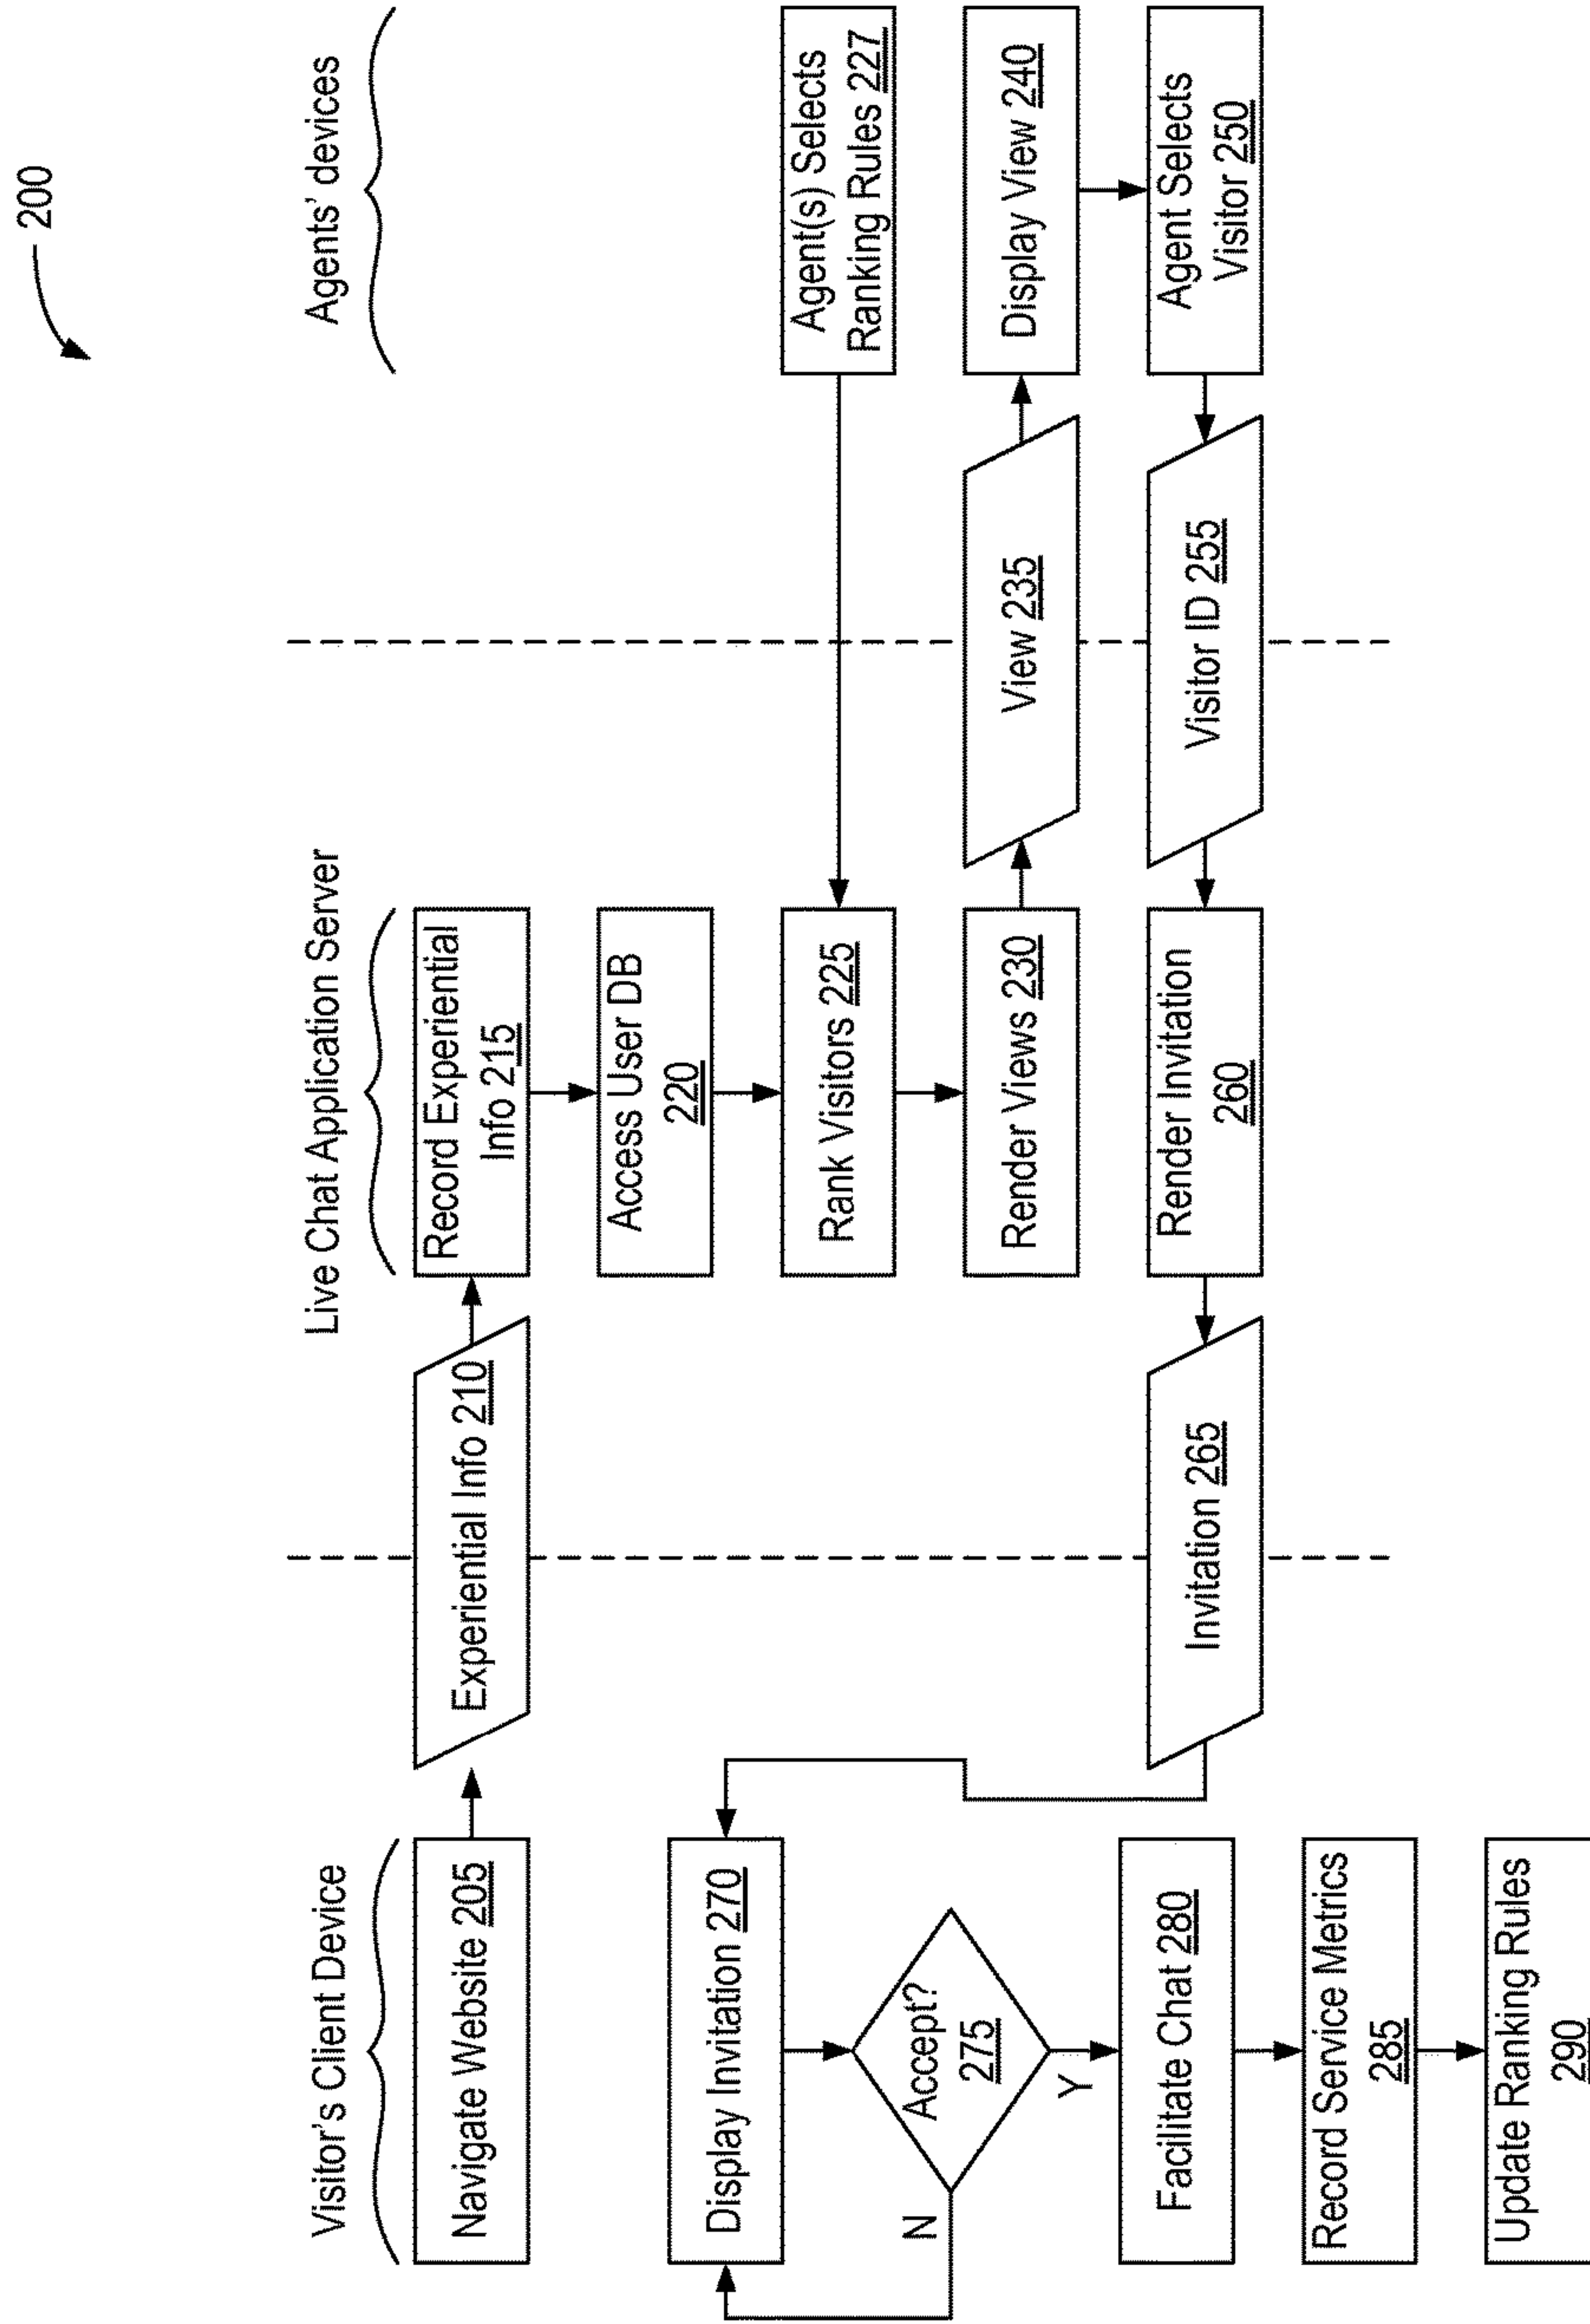 200
Visitor's Client Device
Live Chat Application Server
Agents' devices
Navigate Website 205
Experiential Info 210
Record Experiential
Info 215
Access User DB
220
Rank Visitors 225
Agent(s) Selects
Ranking Rules 227
Render Views 230
View 235
Display View 240
Agent Selects
Visitor 250
Visitor ID 255
Render Invitation
260
Invitation 265
Display Invitation 270
Accept?
275
N
Y
Facilitate Chat 280
Record Service Metrics
285
Update Ranking Rules
290